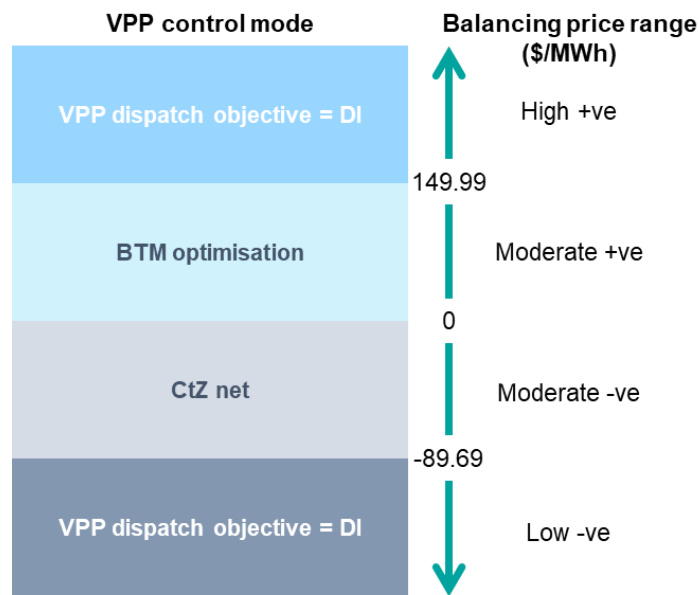 VPP control mode
Balancing price range
($/MWh)
VPP dispatch objective = DI
High +ve
149.99
BTM optimisation
Moderate +ve
0
CtZ net
Moderate -ve
-89.69
VPP dispatch objective = DI
Low -ve